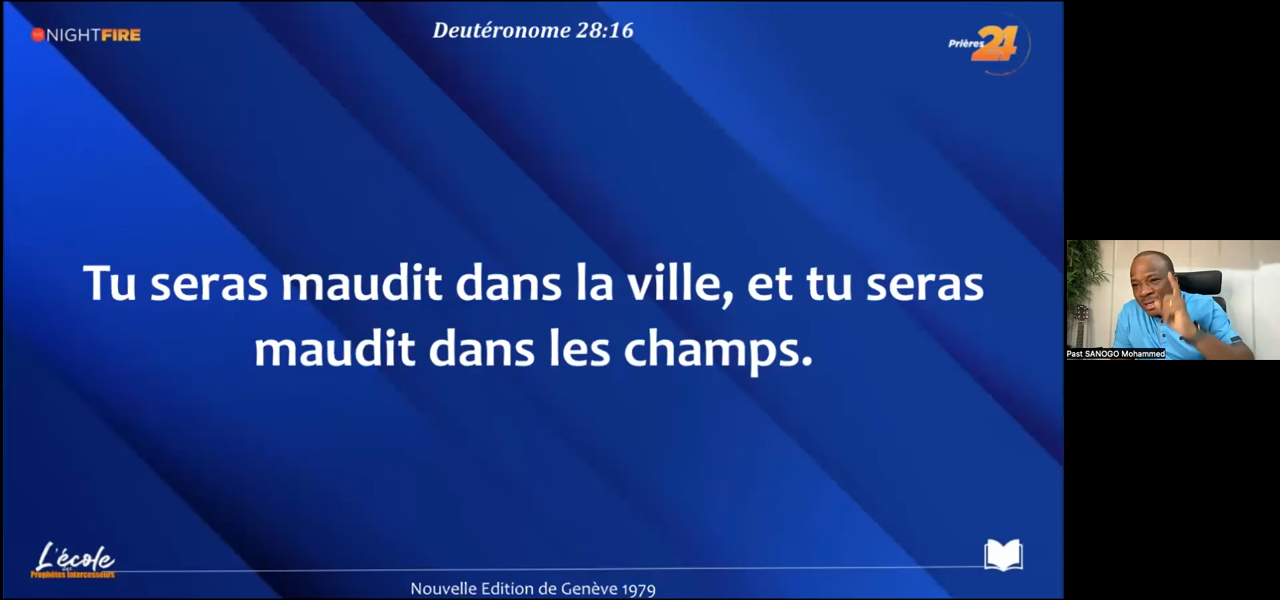 NIGHTFIRE
Deutéronome 28:16
Prières 24
Tu seras maudit dans la ville, et tu seras
maudit dans les champs.
Past SANOGO Mohammed
L'école
des
Prophètes Intercesseurs
Nouvelle Edition de Genève 1979